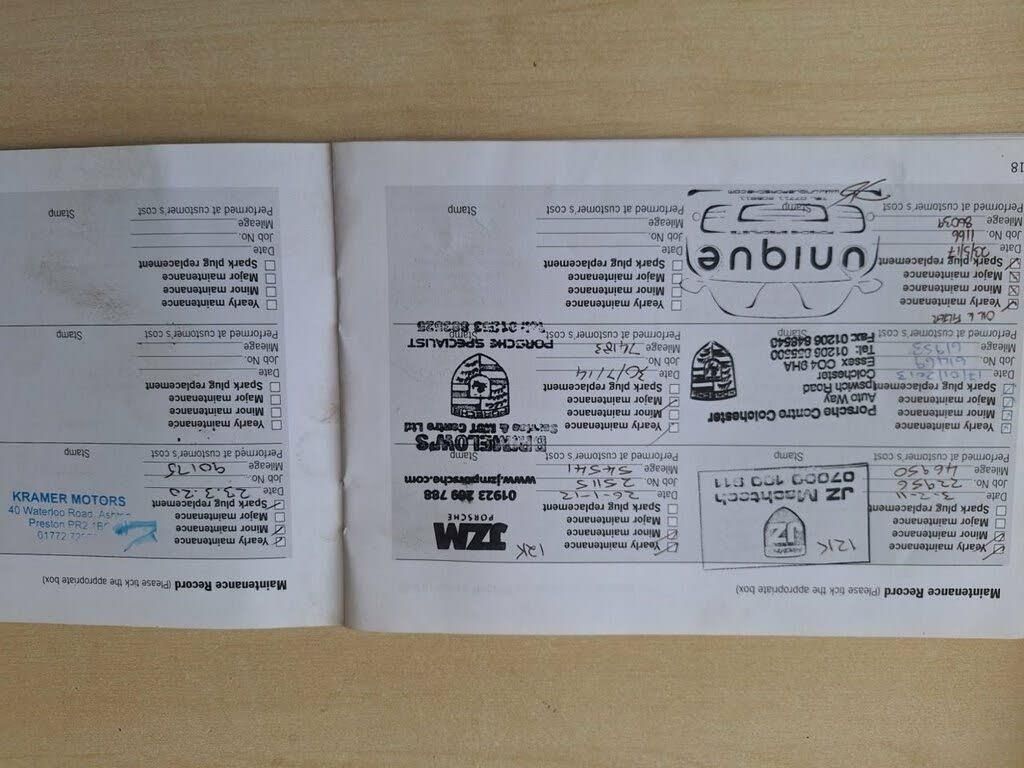 Maintenance Record (Please tick the appropriate box)
Yearly maintenance
Minor maintenance
Major maintenance
Spark plug replacement
Date 3-2-11
Job No. 22956
Mileage 46950
Performed at customer's cost
Stamp
12K
JZ
JZ Machtech
07000 100 911
Yearly maintenance
Minor maintenance
Major maintenance
Spark plug replacement
Date
Job No. 61469
Mileage 61953
Performed at customer's cost
Stamp
Porsche Centre Colchester
Auto Way
Ipswich Road
Colchester
Essex CO4 9HA
Tel: 01206 855500
Fax: 01206 848543
OIL & FILTER
Yearly maintenance
Minor maintenance
Major maintenance
Spark plug replacement
Date 23/5/17
Job No. 1166
Mileage 86039
Performed at customer's cost
Stamp
unique
18
Yearly maintenance
Minor maintenance
Major maintenance
Spark plug replacement
Date 26-1-12
Job No. 25115
Mileage 54541
Performed at customer's cost
Stamp
12K
JZM
PORSCHE
01923 269 788
www.jzmporsche.com
Yearly maintenance
Minor maintenance
Major maintenance
Spark plug replacement
Date 30/7/14
Job No.
Mileage 74183
Performed at customer's cost
Stamp
Service & MOT Centre Ltd
PORSCHE SPECIALIST
Yearly maintenance
Minor maintenance
Major maintenance
Spark plug replacement
Date
Job No.
Mileage
Performed at customer's cost
Stamp
Maintenance Record (Please tick the appropriate box)
Yearly maintenance
Minor maintenance
Major maintenance
Spark plug replacement
Date 23.3.20
Job No.
Mileage 90175
Performed at customer's cost
Stamp
KRAMER MOTORS
40 Waterloo Road,
Preston PR2
01772
Yearly maintenance
Minor maintenance
Major maintenance
Spark plug replacement
Date
Job No.
Mileage
Performed at customer's cost
Stamp
Yearly maintenance
Minor maintenance
Major maintenance
Spark plug replacement
Date
Job No.
Mileage
Performed at customer's cost
Stamp